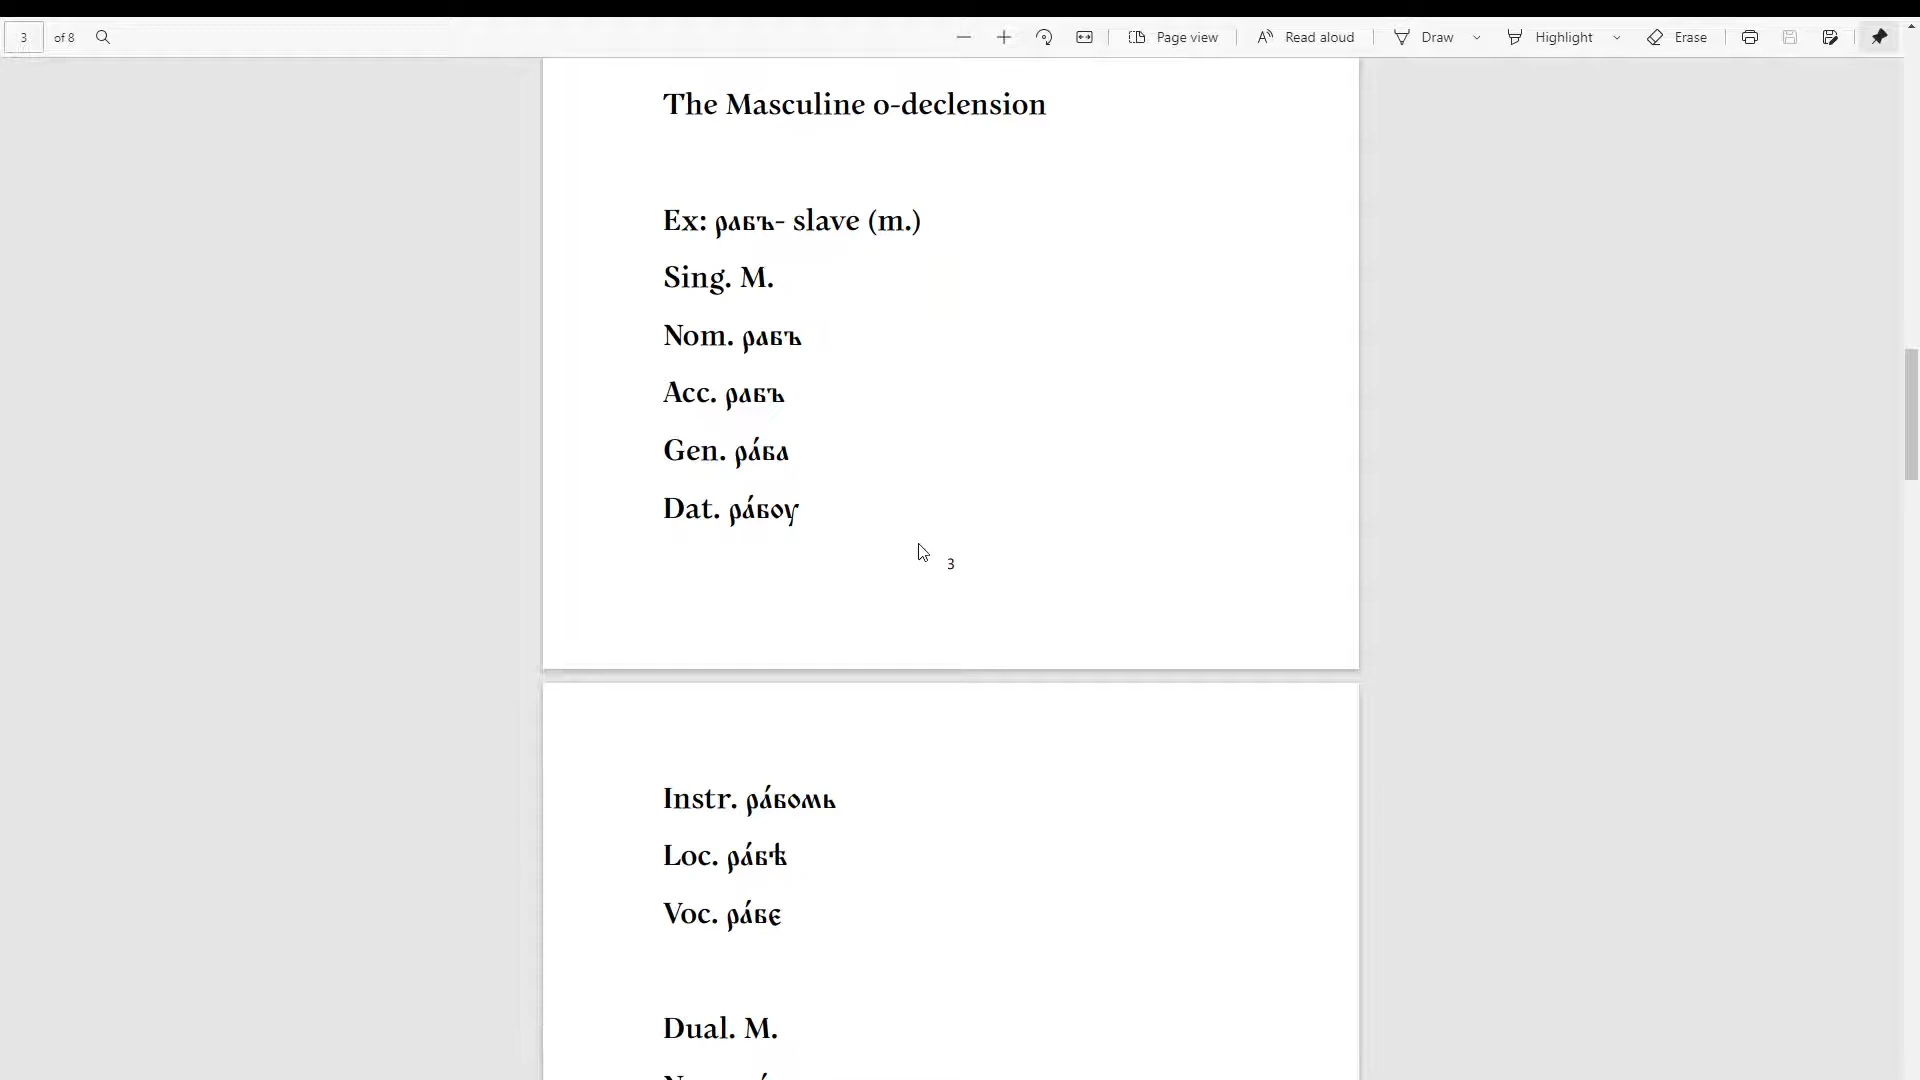 3 of 8 Page view Read aloud Draw Highlight Erase
The Masculine o-declension
Ex: рабъ- slave (m.)
Sing. M.
Nom. рабъ
Acc. рабъ
Gen. ра́ба
Dat. ра́боу
3
Instr. ра́бомь
Loc. ра́бѣ
Voc. ра́бє
Dual. M.